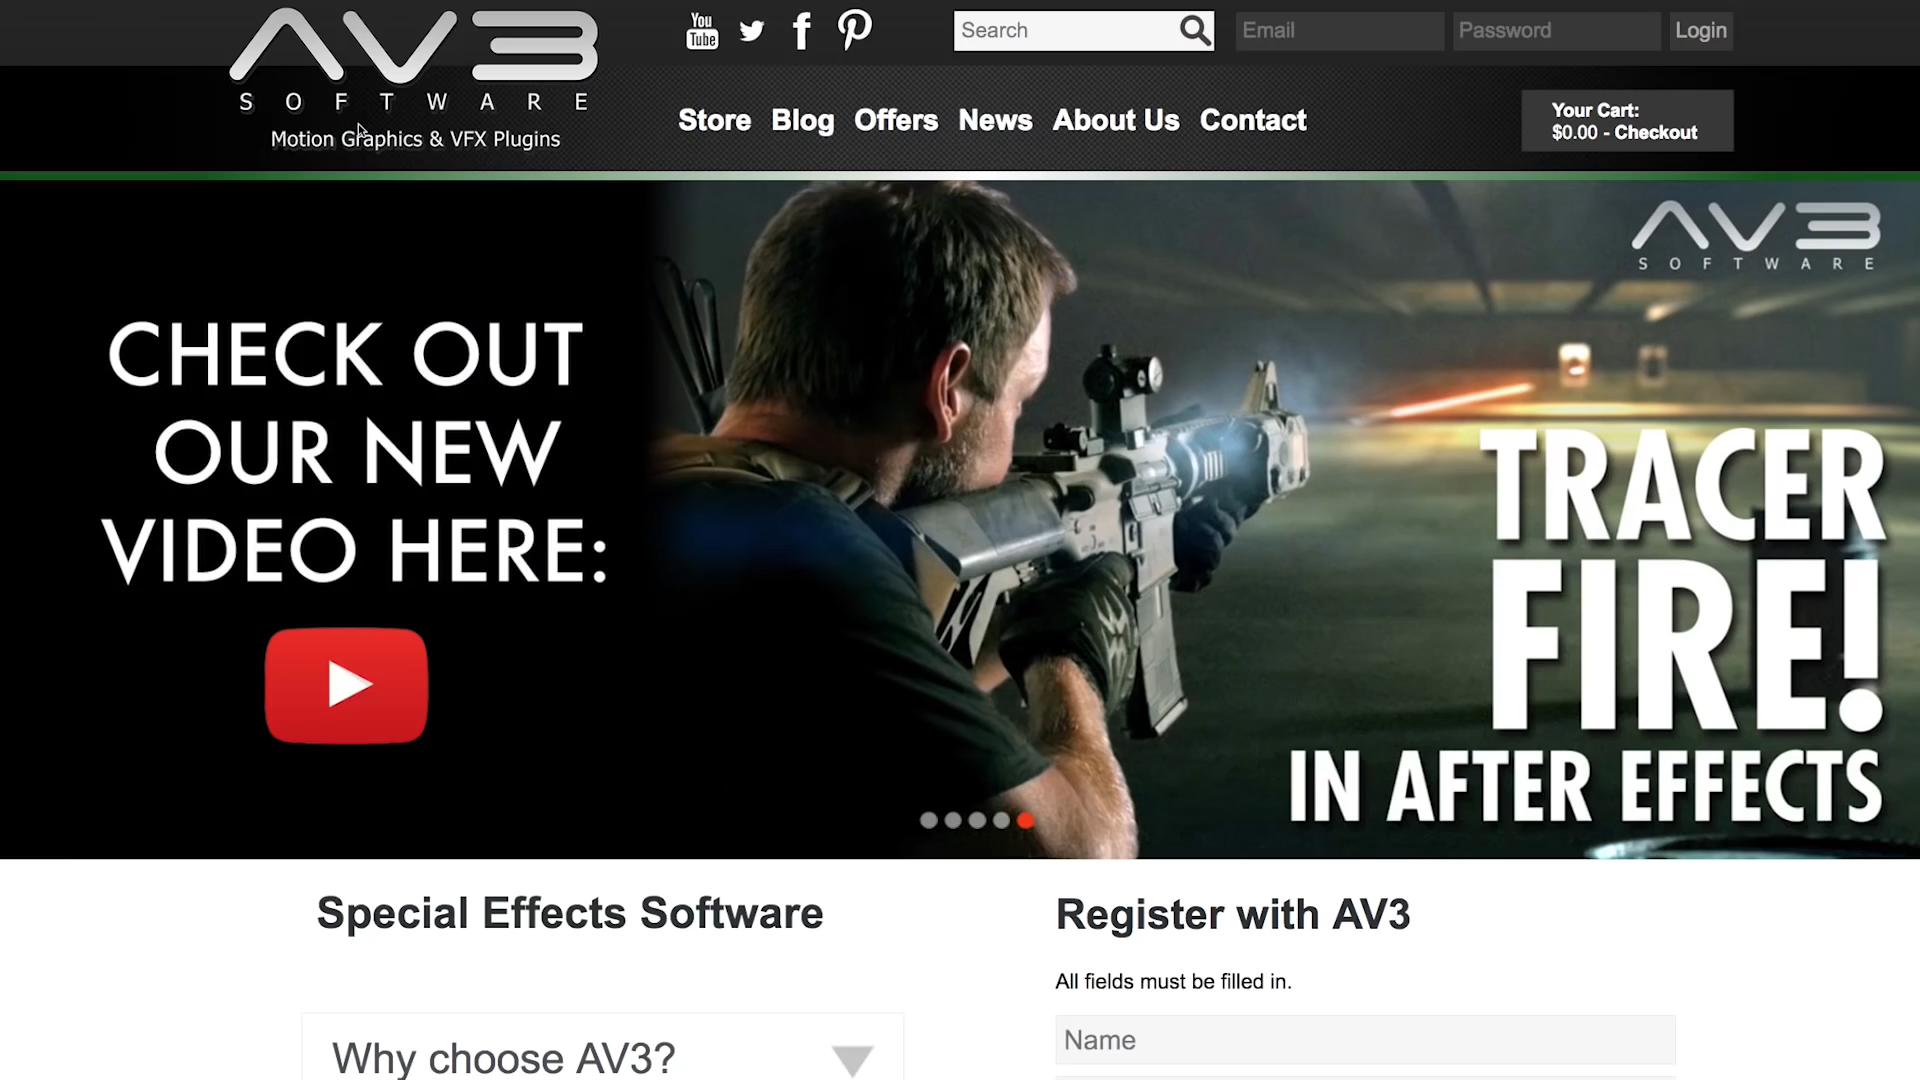 AV3
SOFTWARE
Motion Graphics & VFX Plugins
You
Tube
Search
Email
Password
Login
Store Blog Offers News About Us Contact
Your Cart:
$0.00 - Checkout
AV3
SOFTWARE
CHECK OUT
OUR NEW
VIDEO HERE:
TRACER
FIRE!
IN AFTER EFFECTS
Special Effects Software
Why choose AV3?
Register with AV3
All fields must be filled in.
Name